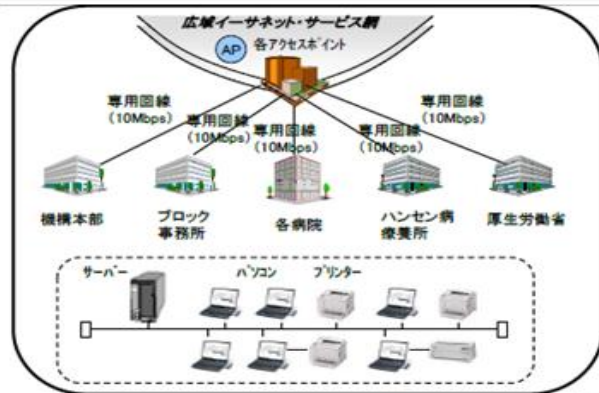 広域イーサネット・サービス網
AP 各アクセスポイント
専用回線
(10Mbps)
専用回線
(10Mbps)
専用回線
(10Mbps)
専用回線
(10Mbps)
専用回線
(10Mbps)
機構本部
ブロック
事務所
各病院
ハンセン病
療養所
厚生労働省
サーバー
パソコン
プリンター